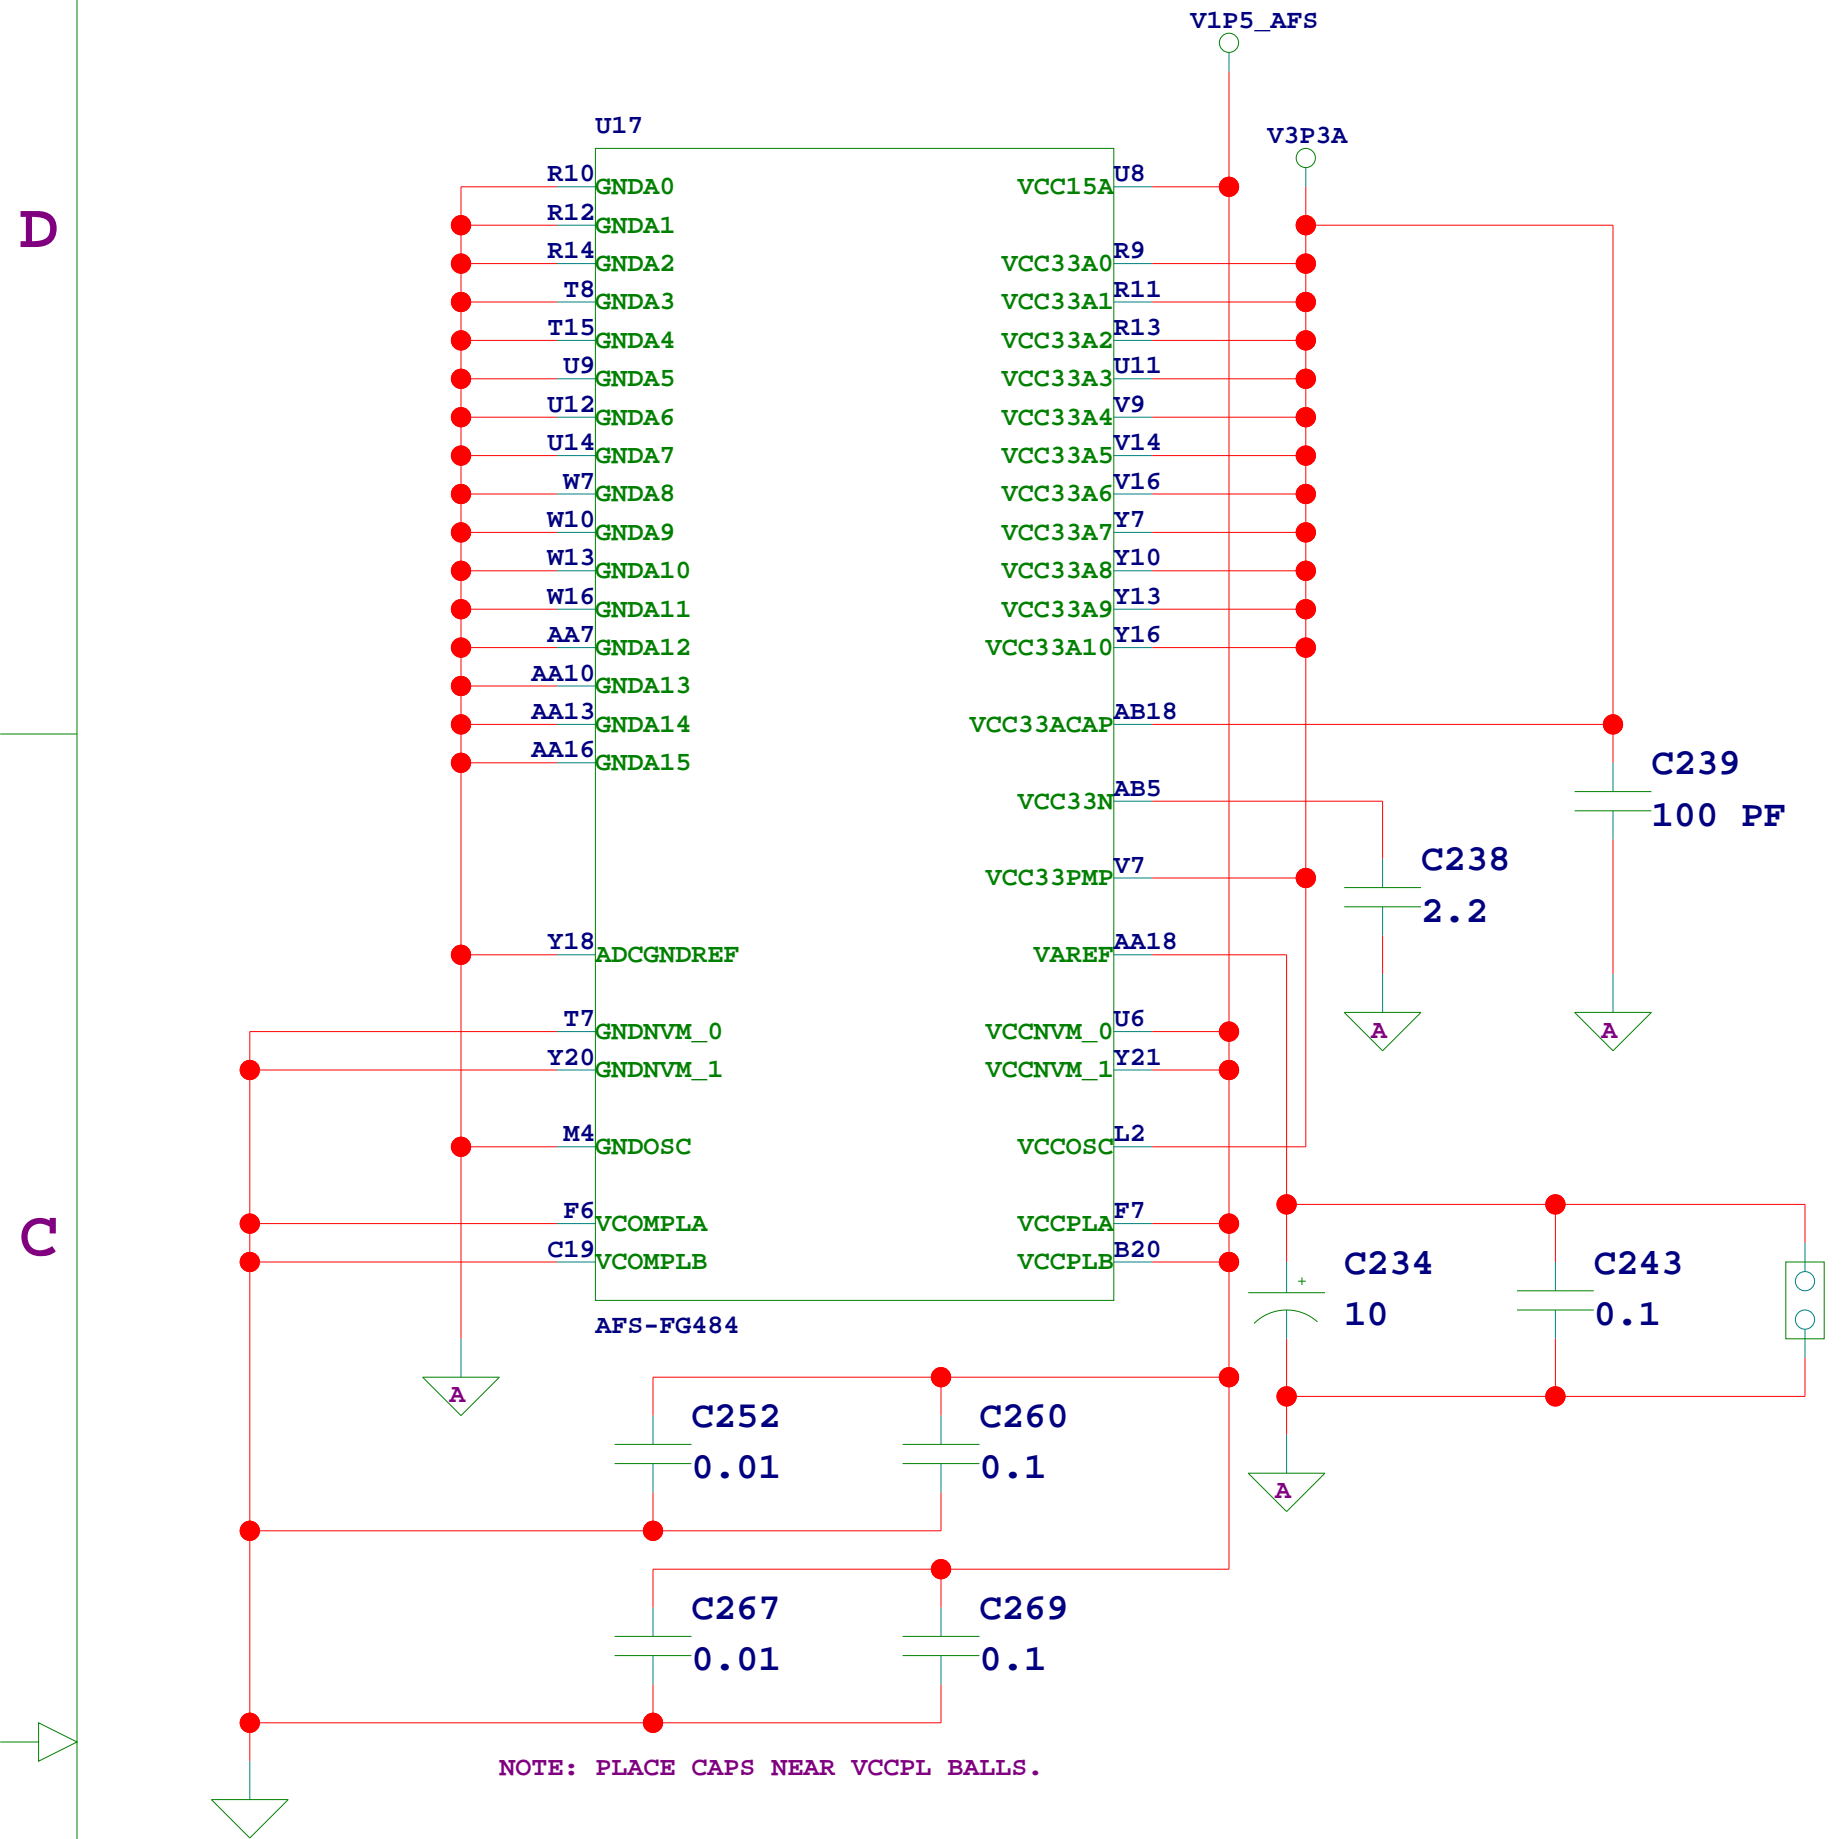 V1P5_AFS
V3P3A
U17
D
R10 GNDA0 VCC15A U8
R12 GNDA1
R14 GNDA2 VCC33A0 R9
T8 GNDA3 VCC33A1 R11
T15 GNDA4 VCC33A2 R13
U9 GNDA5 VCC33A3 U11
U12 GNDA6 VCC33A4 V9
U14 GNDA7 VCC33A5 V14
W7 GNDA8 VCC33A6 V16
W10 GNDA9 VCC33A7 Y7
W13 GNDA10 VCC33A8 Y10
W16 GNDA11 VCC33A9 Y13
AA7 GNDA12 VCC33A10 Y16
AA10 GNDA13
AA13 GNDA14 VCC33ACAP AB18
AA16 GNDA15
C239
100 PF
VCC33N AB5
C238
2.2
VCC33PMP V7
Y18 ADCGNDREF VAREF AA18
T7 GNDNVM_0 VCCNVM_0 U6
A
A
Y20 GNDNVM_1 VCCNVM_1 Y21
M4 GNDOSC VCCOSC L2
C
F6 VCOMPLA VCCPLA F7
C19 VCOMPLB VCCPLB B20
C234
+
10
C243
0.1
AFS-FG484
A
C252
0.01
C260
0.1
A
C267
0.01
C269
0.1
NOTE: PLACE CAPS NEAR VCCPL BALLS.